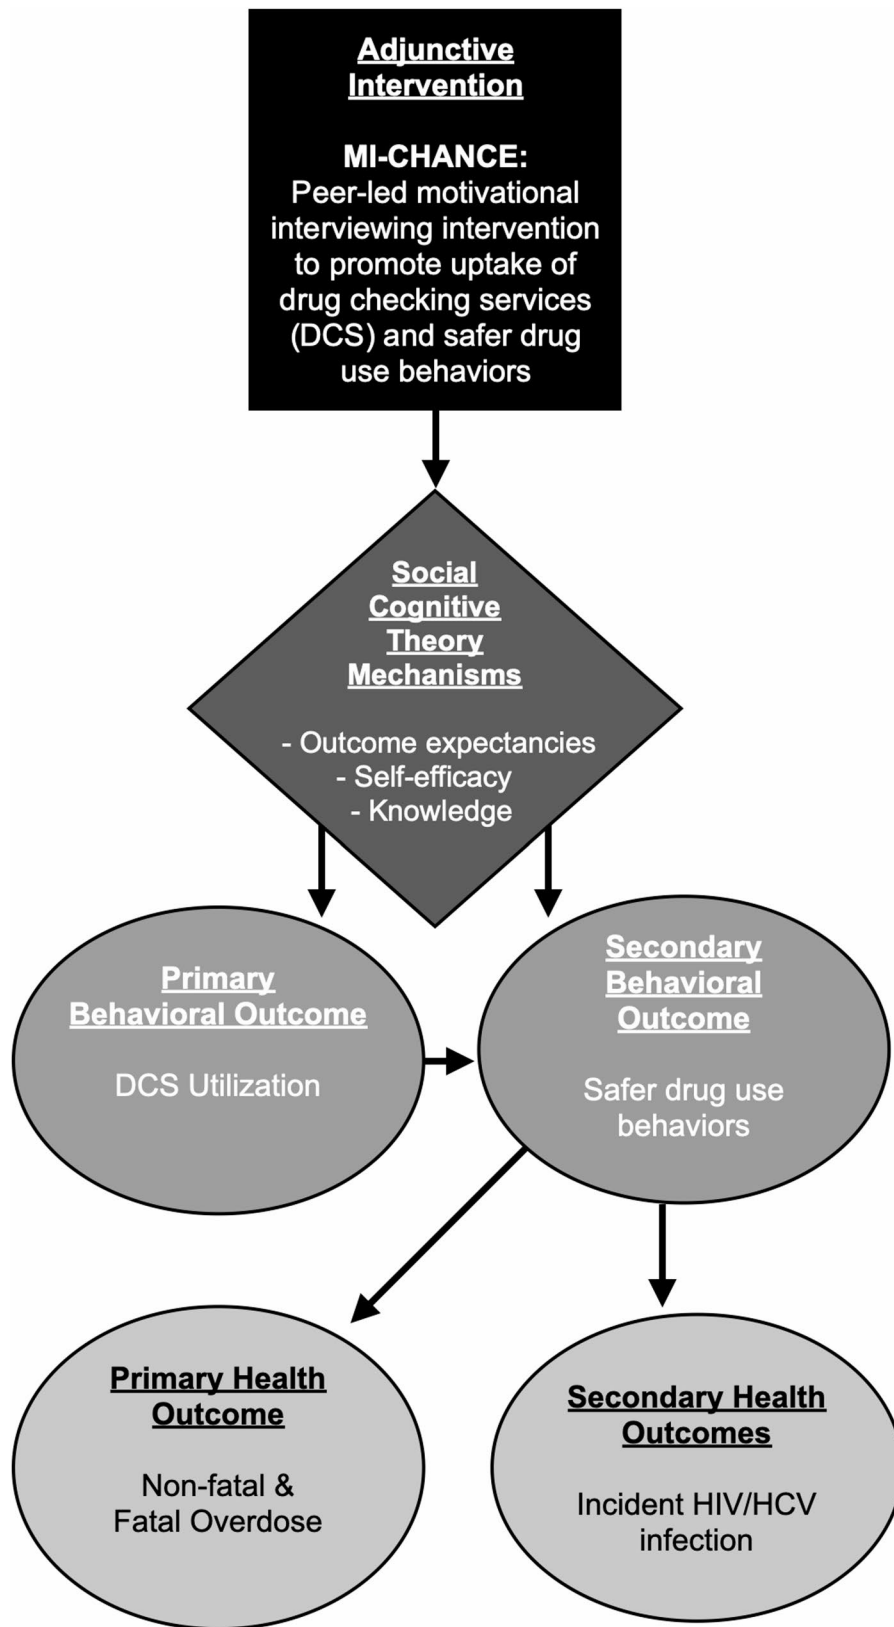 Adjunctive
Intervention
MI-CHANCE:
Peer-led motivational
interviewing intervention
to promote uptake of
drug checking services
(DCS) and safer drug
use behaviors
Social
Cognitive
Theory
Mechanisms
- Outcome expectancies
- Self-efficacy
- Knowledge
Primary
Behavioral Outcome
DCS Utilization
Secondary
Behavioral
Outcome
Safer drug use
behaviors
Primary Health
Outcome
Non-fatal &
Fatal Overdose
Secondary Health
Outcomes
Incident HIV/HCV
infection